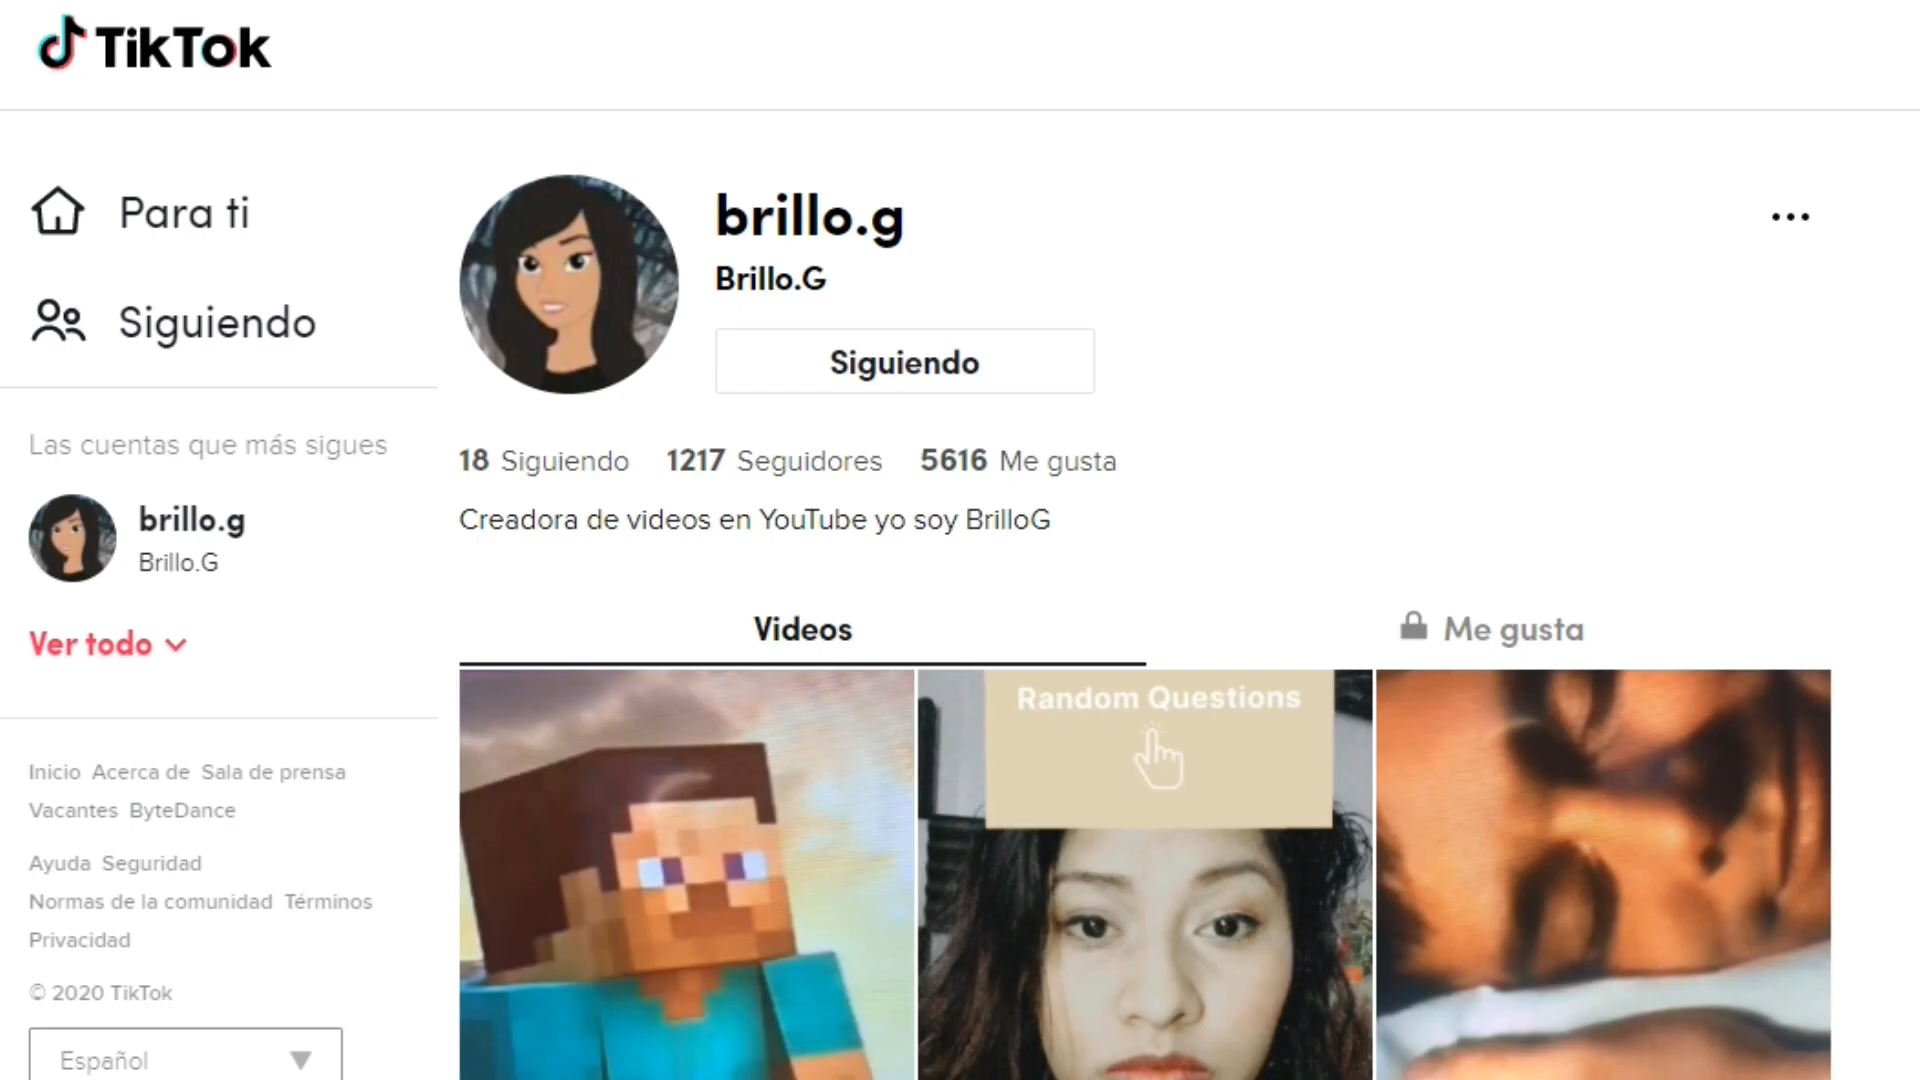 TikTok
Para ti
Siguiendo
Las cuentas que más sigues
brillo.g
Brillo.G
Ver todo
Inicio Acerca de Sala de prensa
Vacantes ByteDance
Ayuda Seguridad
Normas de la comunidad Términos
Privacidad
© 2020 TikTok
Español
brillo.g
Brillo.G
Siguiendo
18 Siguiendo 1217 Seguidores 5616 Me gusta
Creadora de videos en YouTube yo soy BrilloG
Videos
Me gusta
Random Questions